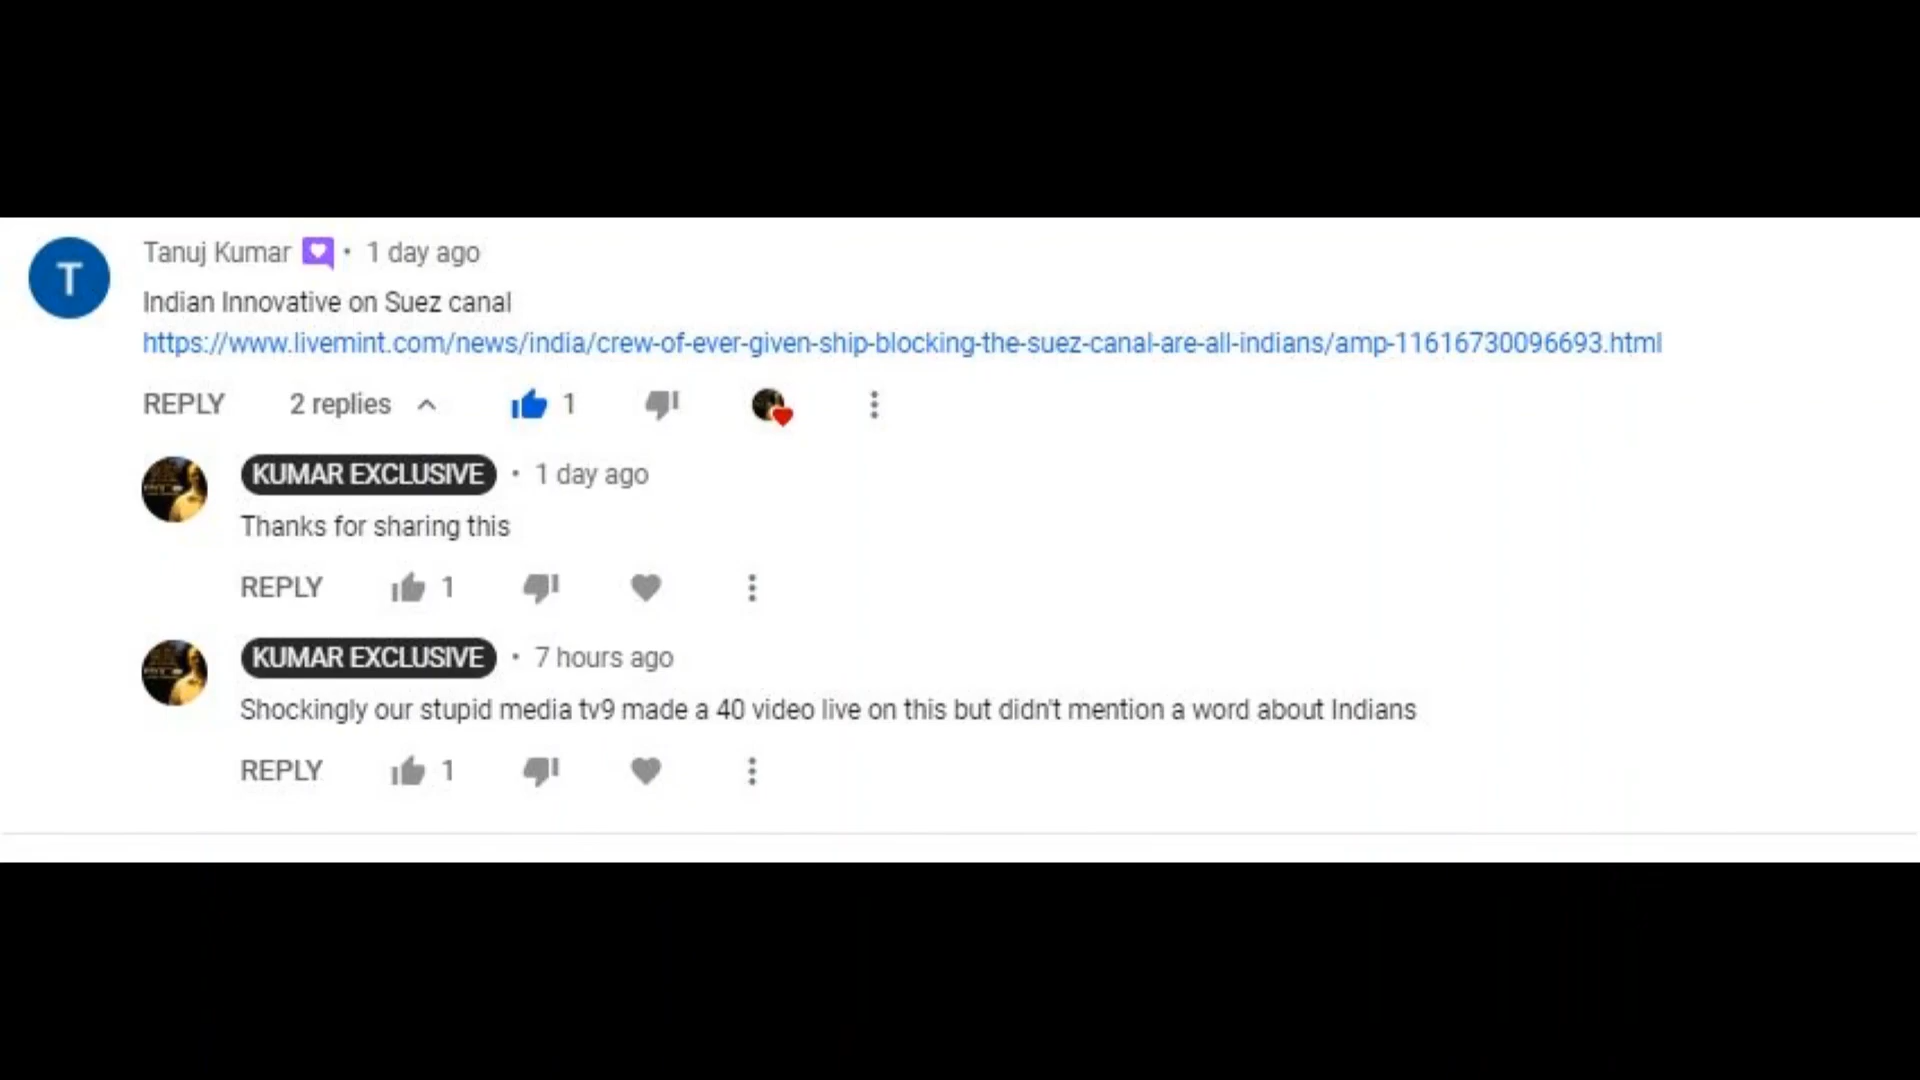 T
Tanuj Kumar • 1 day ago
Indian Innovative on Suez canal
https://www.livemint.com/news/india/crew-of-ever-given-ship-blocking-the-suez-canal-are-all-indians/amp-11616730096693.html
REPLY 2 replies 1
KUMAR EXCLUSIVE • 1 day ago
Thanks for sharing this
REPLY 1
KUMAR EXCLUSIVE • 7 hours ago
Shockingly our stupid media tv9 made a 40 video live on this but didn't mention a word about Indians
REPLY 1